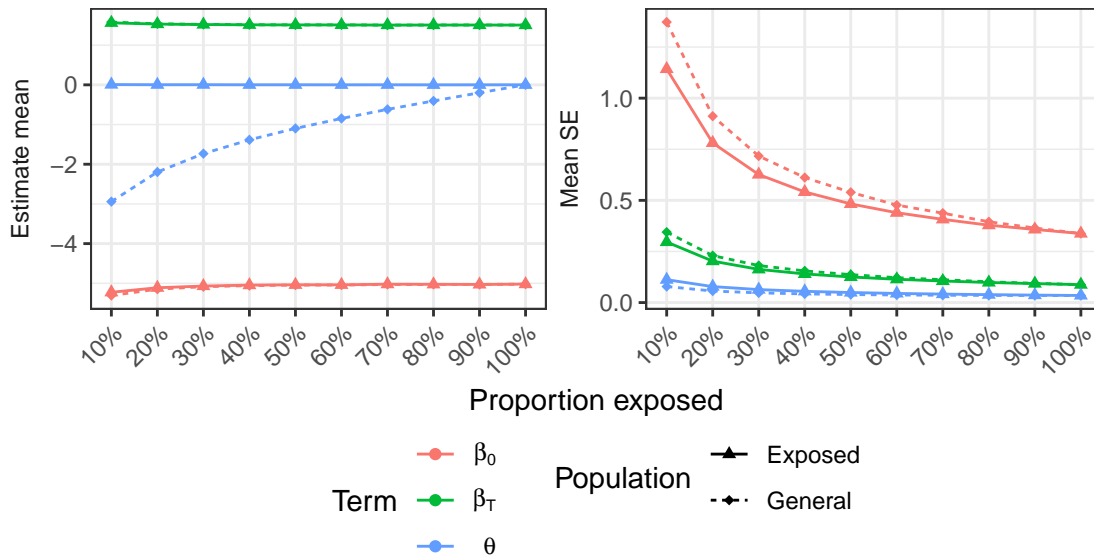 Estimate mean
0
−2
−4
10% 20% 30% 40% 50% 60% 70% 80% 90% 100%
Mean SE
1.0
0.5
0.0
10% 20% 30% 40% 50% 60% 70% 80% 90% 100%
Proportion exposed
Term
β₀
β_T
θ
Population
Exposed
General